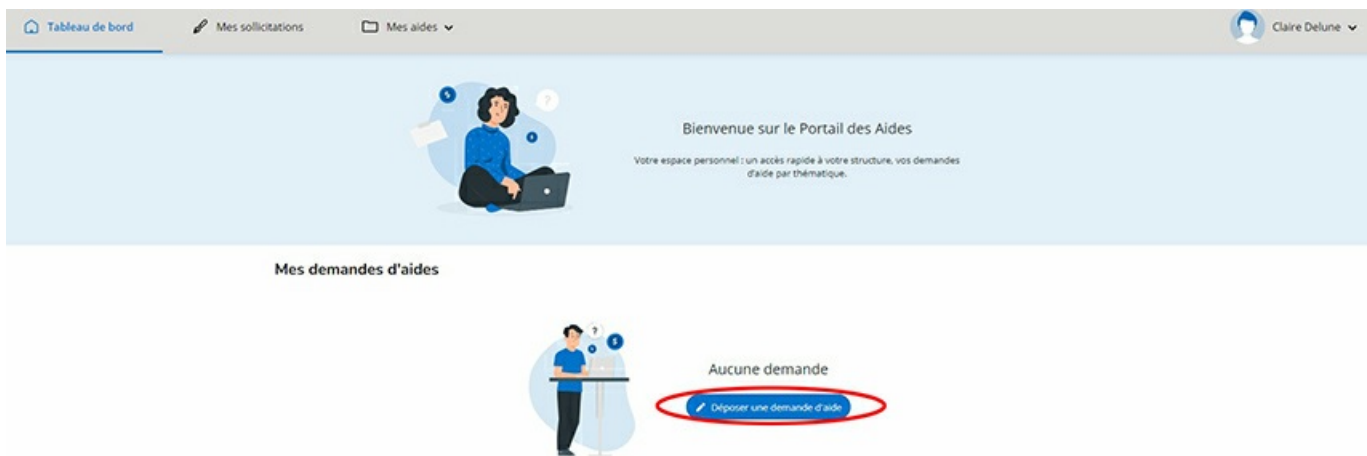 Tableau de bord
Mes sollicitations
Mes aides
Claire Delune
?
$
Bienvenue sur le Portail des Aides
Votre espace personnel : un accès rapide à votre structure, vos demandes
d'aide par thématique.
Mes demandes d'aides
?
$
Aucune demande
Déposer une demande d'aide